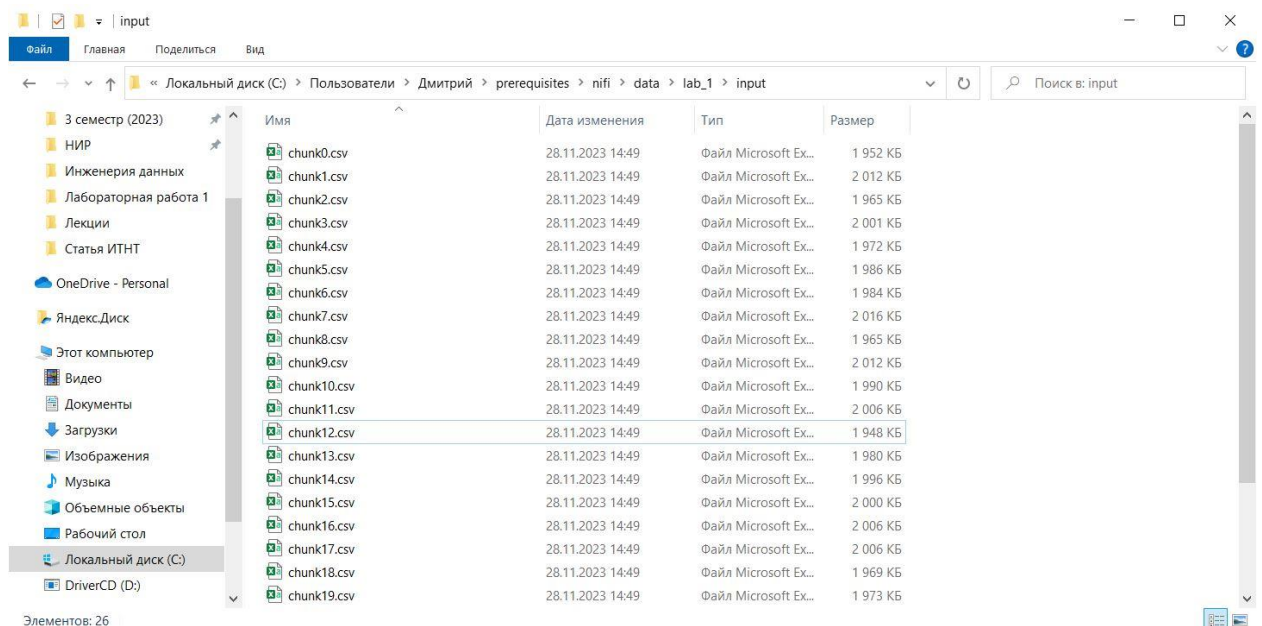 input
Файл Главная Поделиться Вид
« Локальный диск (C:) > Пользователи > Дмитрий > prerequisites > nifi > data > lab_1 > input Поиск в: input
3 семестр (2023)
НИР
Инженерия данных
Лабораторная работа 1
Лекции
Статья ИТНТ
OneDrive - Personal
Яндекс.Диск
Этот компьютер
Видео
Документы
Загрузки
Изображения
Музыка
Объемные объекты
Рабочий стол
Локальный диск (C:)
DriverCD (D:)
Имя Дата изменения Тип Размер
chunk0.csv 28.11.2023 14:49 Файл Microsoft Ex... 1 952 КБ
chunk1.csv 28.11.2023 14:49 Файл Microsoft Ex... 2 012 КБ
chunk2.csv 28.11.2023 14:49 Файл Microsoft Ex... 1 965 КБ
chunk3.csv 28.11.2023 14:49 Файл Microsoft Ex... 2 001 КБ
chunk4.csv 28.11.2023 14:49 Файл Microsoft Ex... 1 972 КБ
chunk5.csv 28.11.2023 14:49 Файл Microsoft Ex... 1 986 КБ
chunk6.csv 28.11.2023 14:49 Файл Microsoft Ex... 1 984 КБ
chunk7.csv 28.11.2023 14:49 Файл Microsoft Ex... 2 016 КБ
chunk8.csv 28.11.2023 14:49 Файл Microsoft Ex... 1 965 КБ
chunk9.csv 28.11.2023 14:49 Файл Microsoft Ex... 2 012 КБ
chunk10.csv 28.11.2023 14:49 Файл Microsoft Ex... 1 990 КБ
chunk11.csv 28.11.2023 14:49 Файл Microsoft Ex... 2 006 КБ
chunk12.csv 28.11.2023 14:49 Файл Microsoft Ex... 1 948 КБ
chunk13.csv 28.11.2023 14:49 Файл Microsoft Ex... 1 980 КБ
chunk14.csv 28.11.2023 14:49 Файл Microsoft Ex... 1 996 КБ
chunk15.csv 28.11.2023 14:49 Файл Microsoft Ex... 2 000 КБ
chunk16.csv 28.11.2023 14:49 Файл Microsoft Ex... 2 006 КБ
chunk17.csv 28.11.2023 14:49 Файл Microsoft Ex... 2 006 КБ
chunk18.csv 28.11.2023 14:49 Файл Microsoft Ex... 1 969 КБ
chunk19.csv 28.11.2023 14:49 Файл Microsoft Ex... 1 973 КБ
Элементов: 26